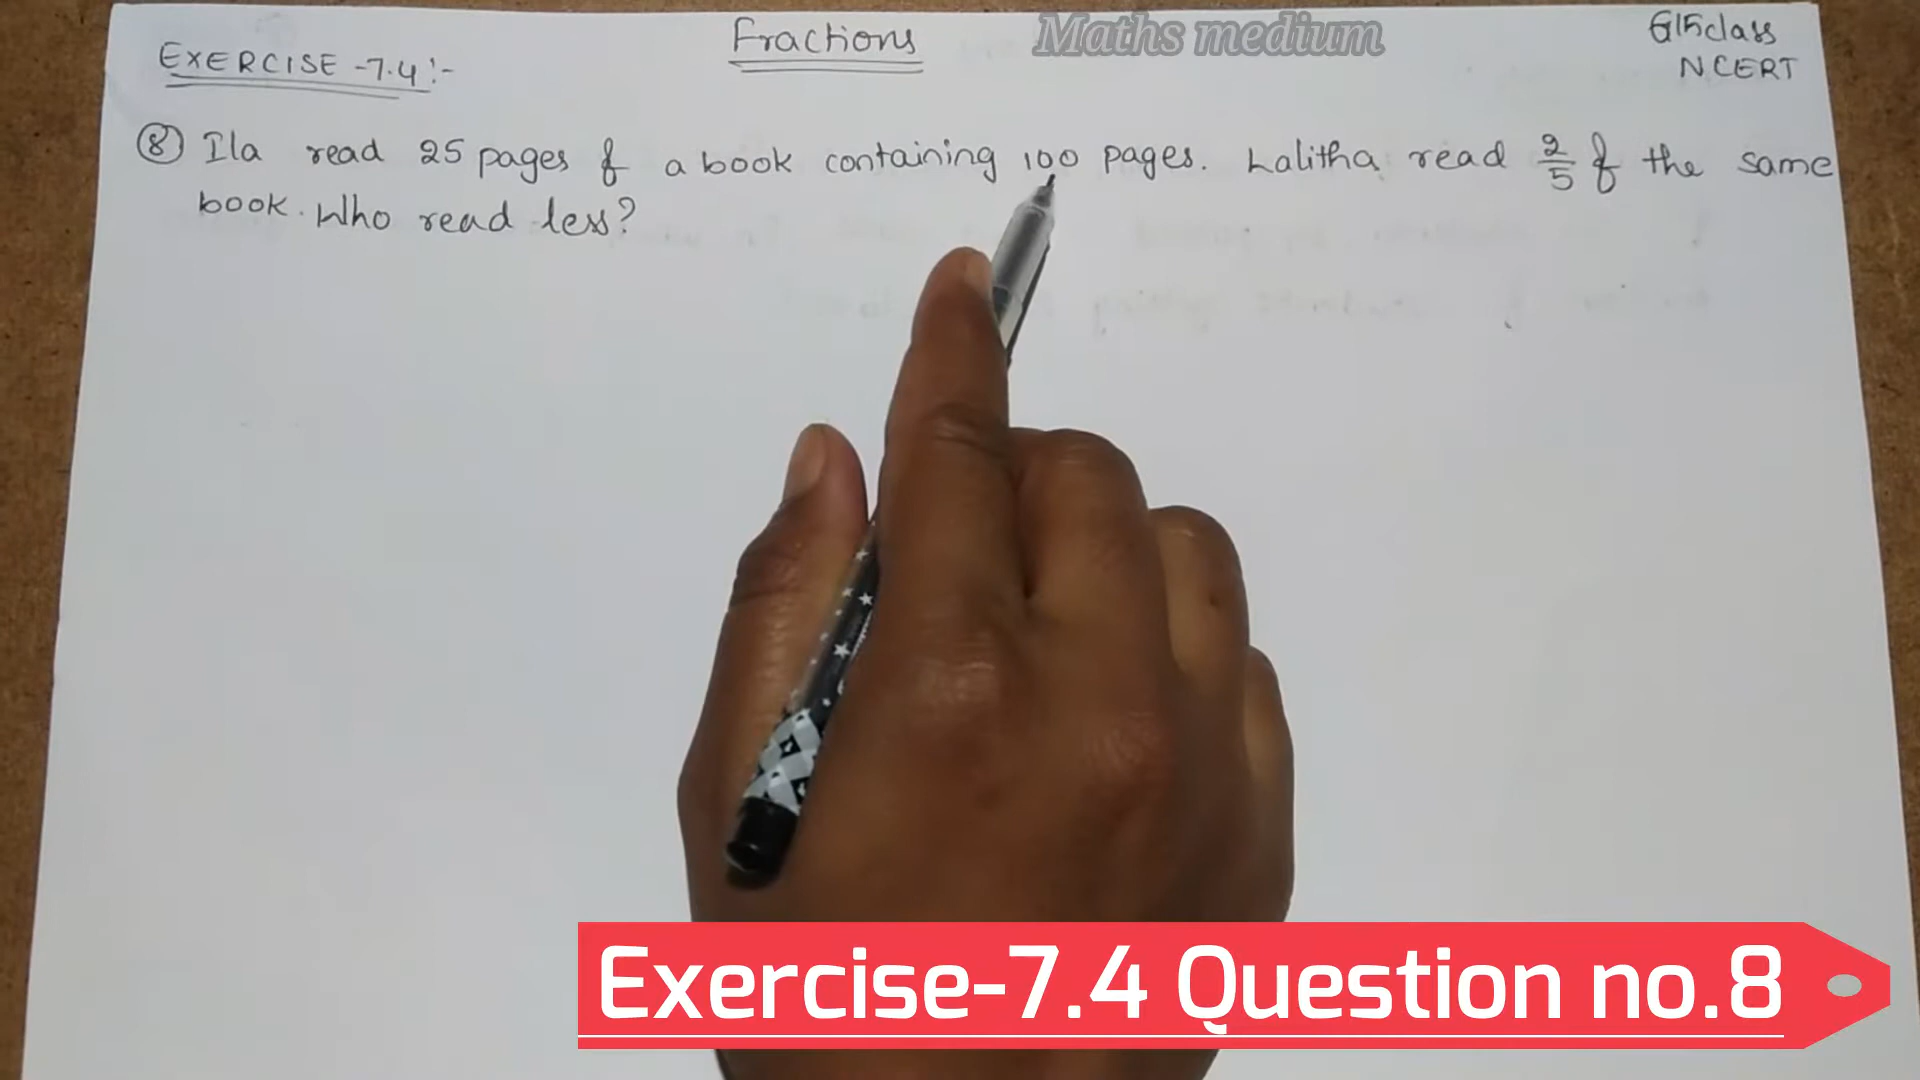 Fractions
Maths medium
6th class
NCERT
EXERCISE -7.4:-
⑧ Ila read 25 pages of a book containing 100 pages. Lalitha read 2/5 of the same
book. Who read less?
Exercise-7.4 Question no.8